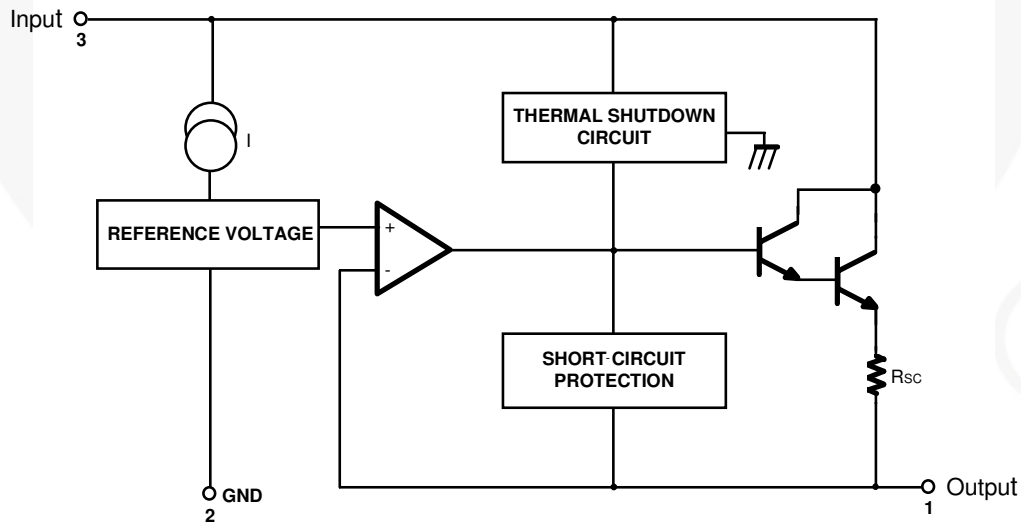 Input
3
THERMAL SHUTDOWN
CIRCUIT
I
REFERENCE VOLTAGE
+
-
SHORT-CIRCUIT
PROTECTION
RSC
GND
2
Output
1